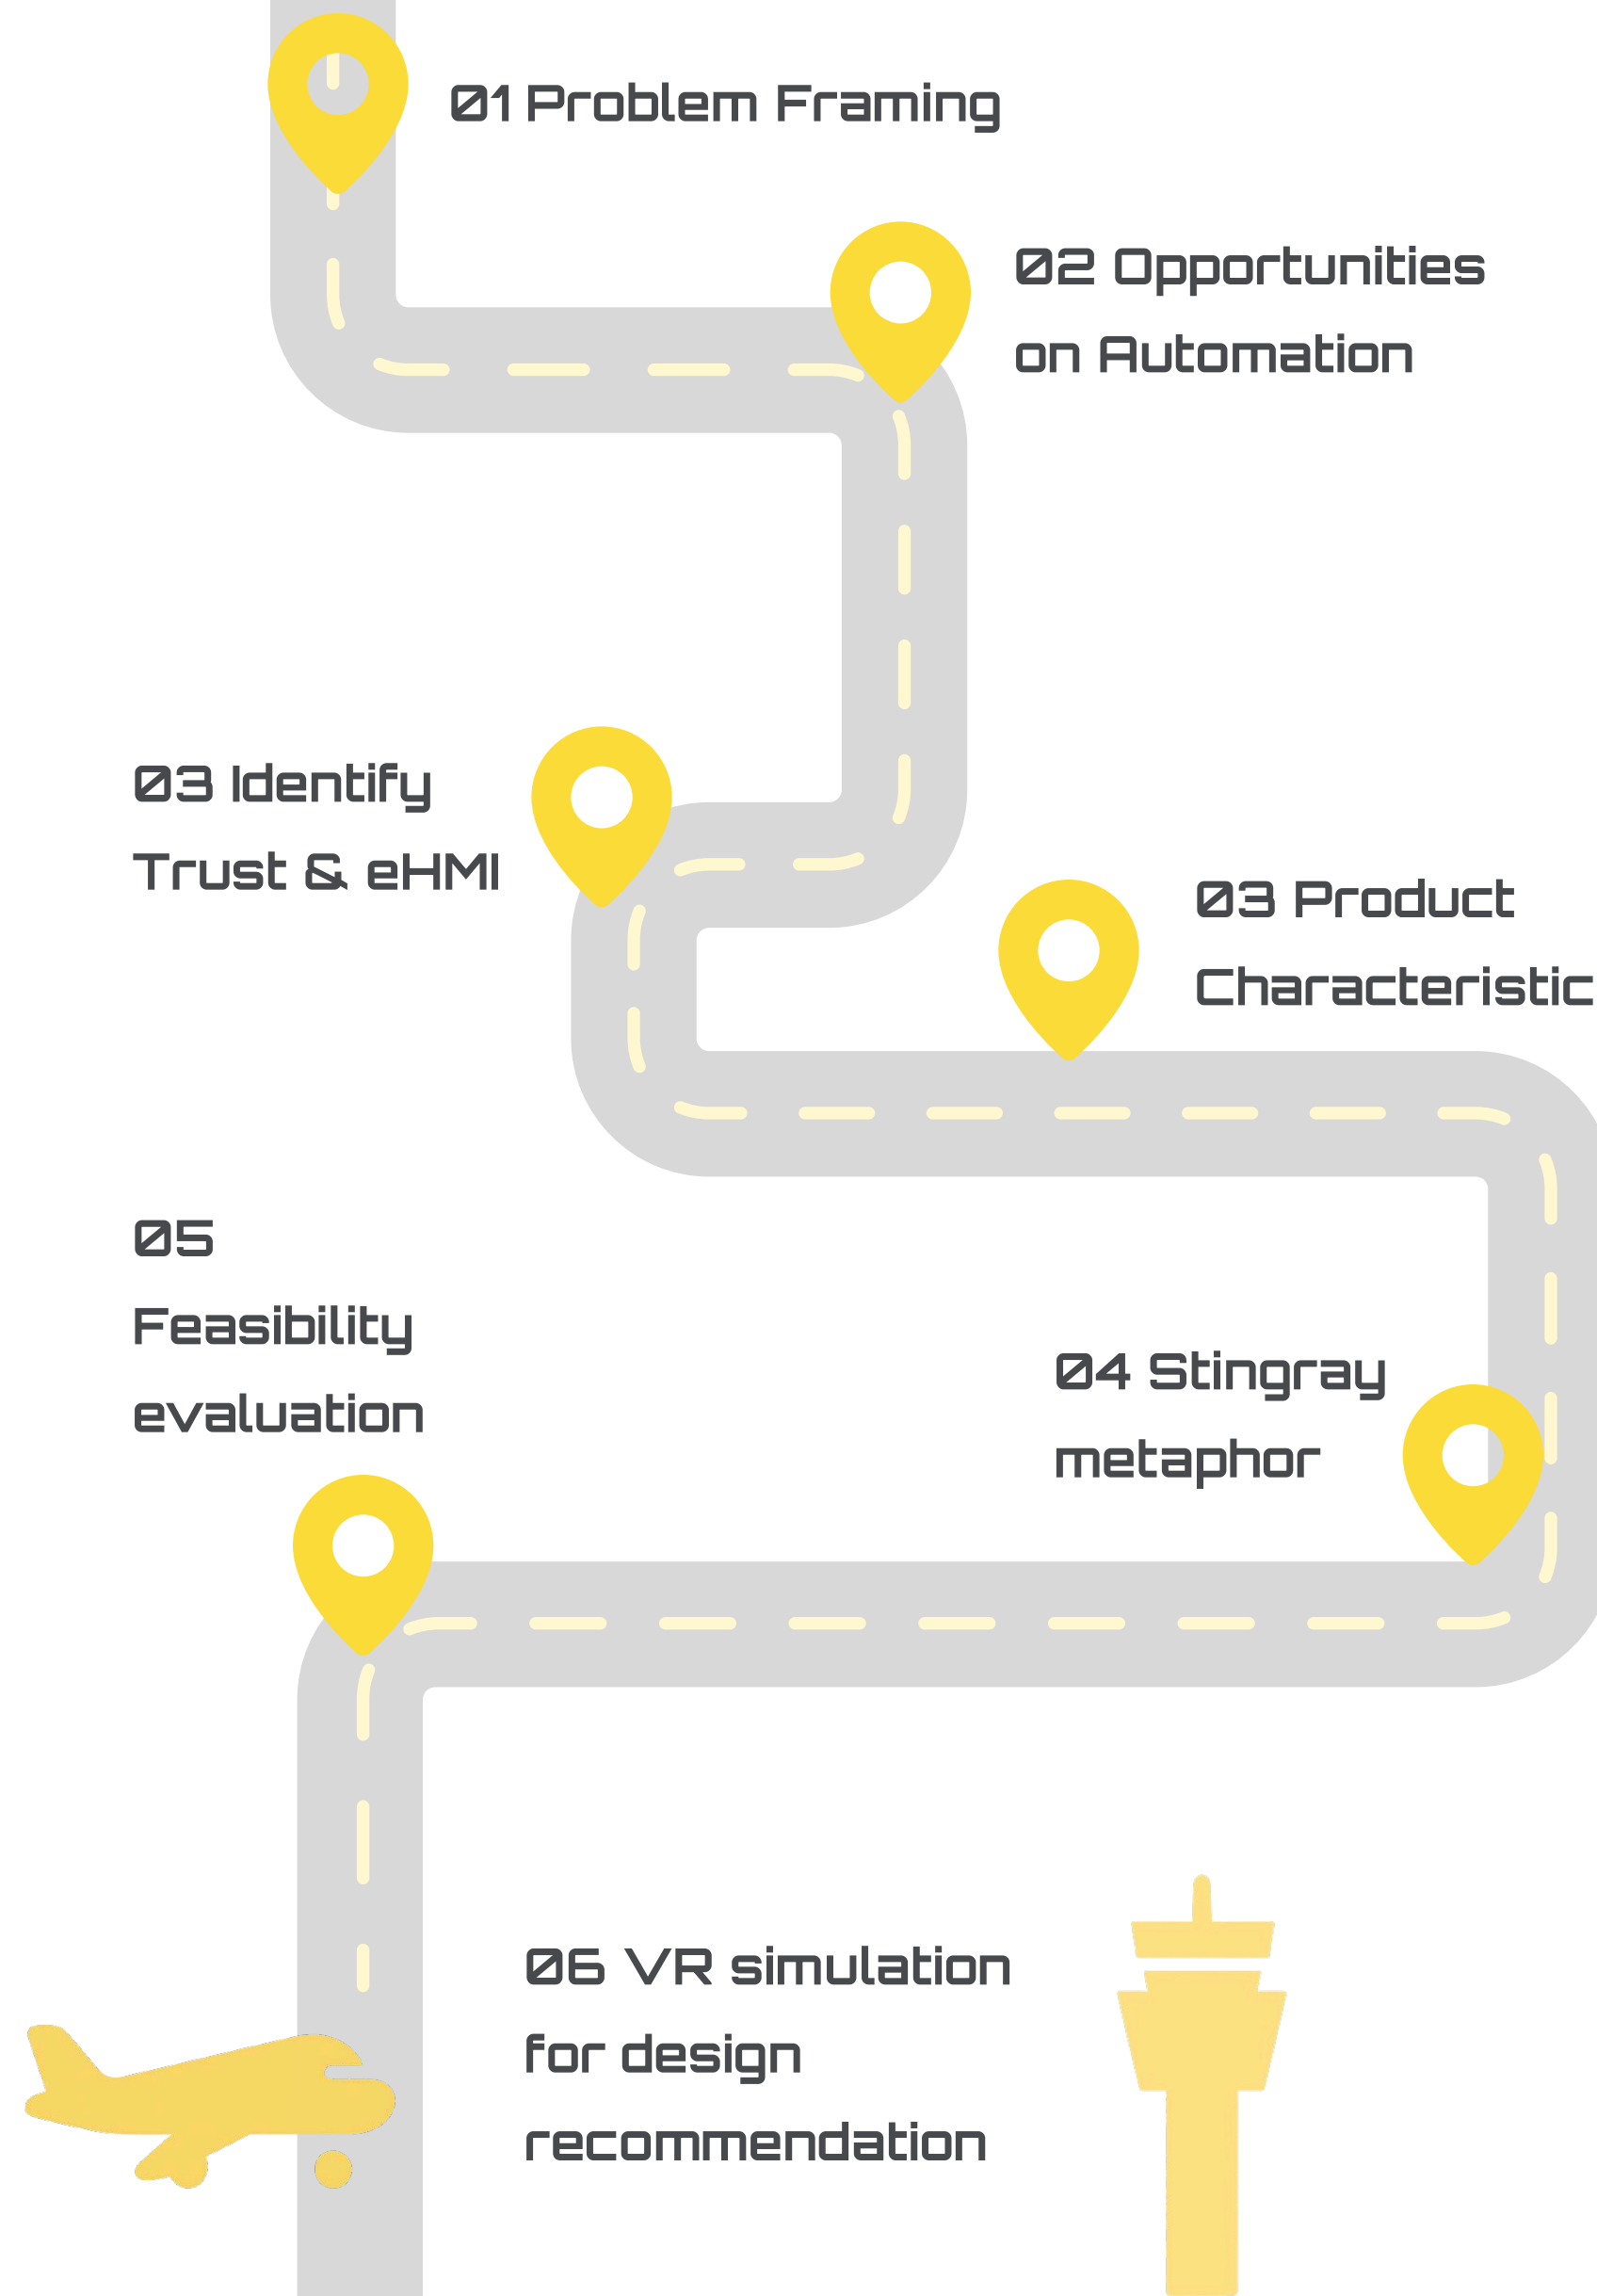 01 Problem Framing
02 Opportunities
on Automation
03 Identify
Trust & eHMI
03 Product
Characteristic
04 Stingray
metaphor
05
Feasibility
evaluation
06 VR simulation
for design
recommendation